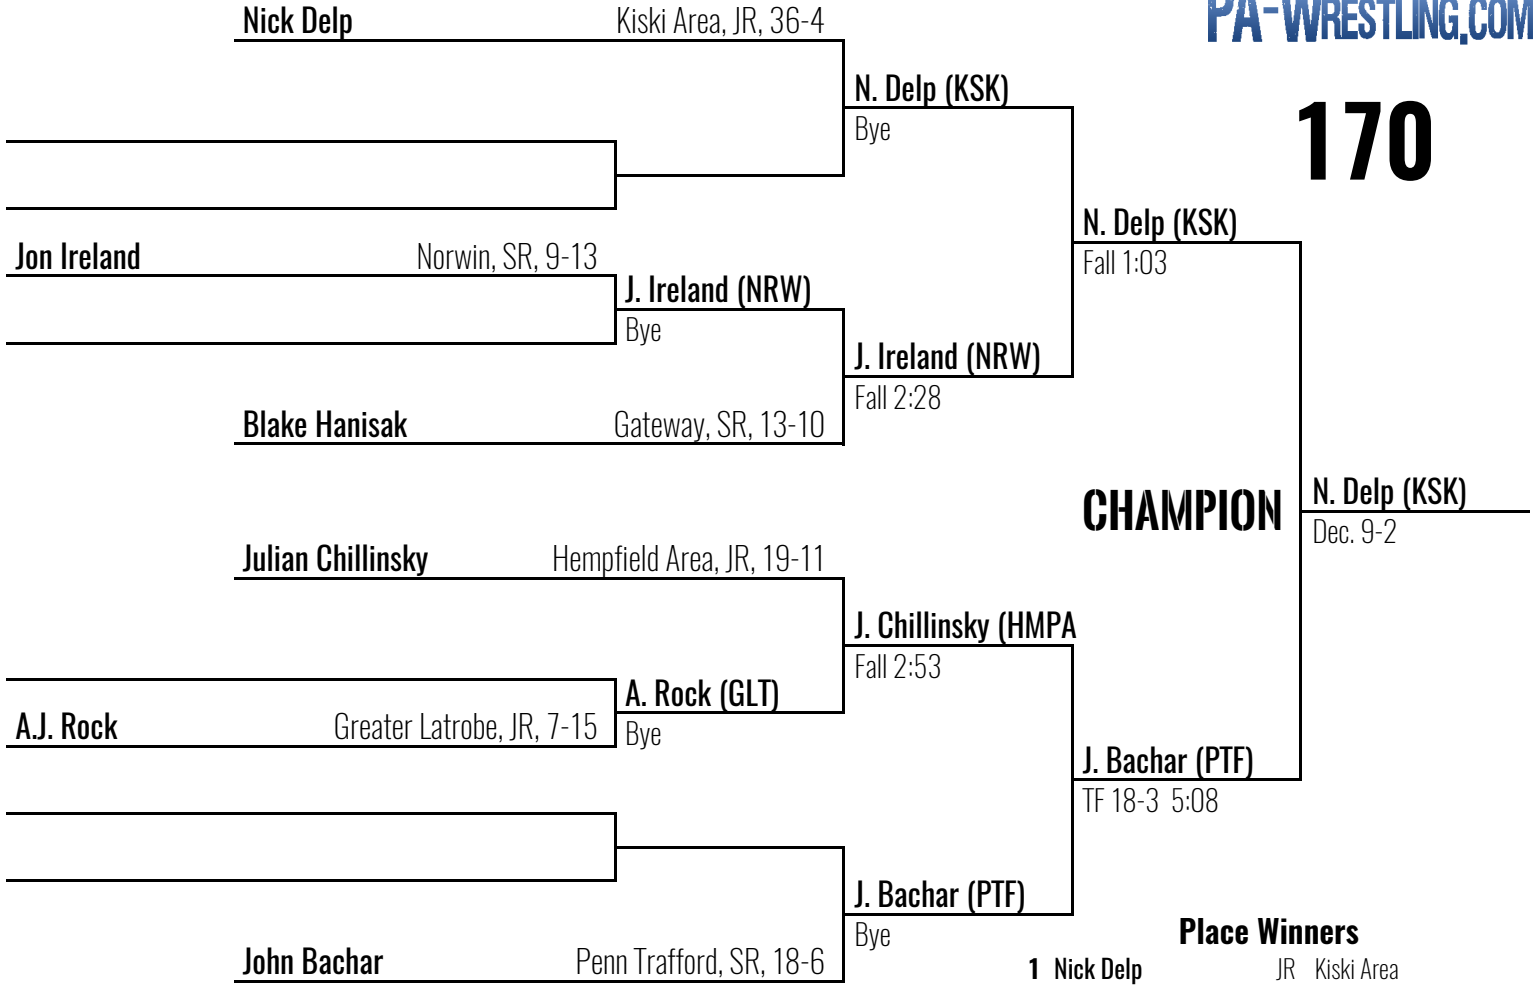 PA-WRESTLING.COM
Nick Delp Kiski Area, JR, 36-4
N. Delp (KSK)
Bye
170
N. Delp (KSK)
Fall 1:03
Jon Ireland Norwin, SR, 9-13
J. Ireland (NRW)
Bye
J. Ireland (NRW)
Fall 2:28
Blake Hanisak Gateway, SR, 13-10
CHAMPION
N. Delp (KSK)
Dec. 9-2
Julian Chillinsky Hempfield Area, JR, 19-11
J. Chillinsky (HMPA
Fall 2:53
A. Rock (GLT)
Bye
A.J. Rock Greater Latrobe, JR, 7-15
J. Bachar (PTF)
TF 18-3 5:08
J. Bachar (PTF)
Bye
John Bachar Penn Trafford, SR, 18-6
Place Winners
1 Nick Delp JR Kiski Area